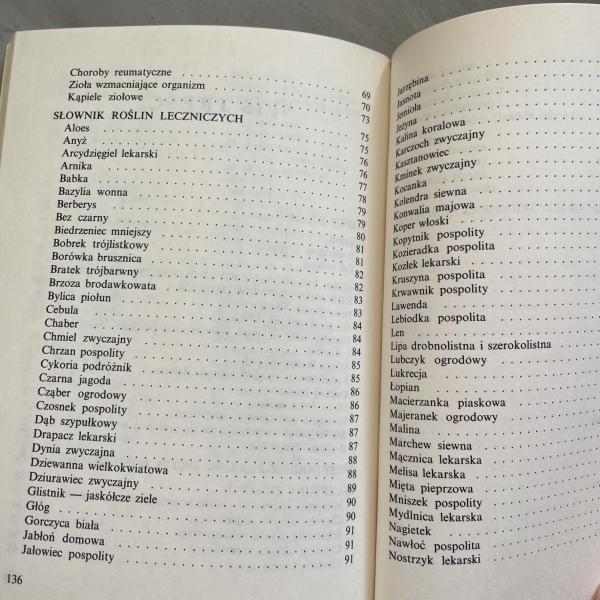 Choroby reumatyczne . . . . . 69
Zioła wzmacniające organizm . . . . . 70
Kąpiele ziołowe . . . . . 73
SŁOWNIK ROŚLIN LECZNICZYCH
Aloes . . . . . 75
Anyż . . . . . 75
Arcydzięgiel lekarski . . . . . 76
Arnika . . . . . 76
Babka . . . . . 77
Bazylia wonna . . . . . 78
Berberys . . . . . 79
Bez czarny . . . . . 79
Biedrzeniec mniejszy . . . . . 80
Bobrek trójlistkowy . . . . . 81
Borówka brusznica . . . . . 81
Bratek trójbarwny . . . . . 82
Brzoza brodawkowata . . . . . 82
Bylica piołun . . . . . 83
Cebula . . . . . 83
Chaber . . . . . 84
Chmiel zwyczajny . . . . . 84
Chrzan pospolity . . . . . 84
Cykoria podróżnik . . . . . 85
Czarna jagoda . . . . . 85
Cząber ogrodowy . . . . . 86
Czosnek pospolity . . . . . 86
Dąb szypułkowy . . . . . 87
Drapacz lekarski . . . . . 87
Dynia zwyczajna . . . . . 88
Dziewanna wielkokwiatowa . . . . . 88
Dziurawiec zwyczajny . . . . . 89
Glistnik — jaskółcze ziele . . . . . 90
Głóg . . . . . 90
Gorczyca biała . . . . . 91
Jabłoń domowa . . . . . 91
Jałowiec pospolity . . . . . 91
136
Jarzębina . . . . .
Jasnota . . . . .
Jemioła . . . . .
Jeżyna . . . . .
Kalina koralowa . . . . .
Karczoch zwyczajny . . . . .
Kasztanowiec . . . . .
Kminek zwyczajny . . . . .
Kocanka . . . . .
Kolendra siewna . . . . .
Konwalia majowa . . . . .
Koper włoski . . . . .
Kopytnik pospolity . . . . .
Kozieradka pospolita . . . . .
Kozłek lekarski . . . . .
Kruszyna pospolita . . . . .
Krwawnik pospolity . . . . .
Lawenda . . . . .
Lebiodka pospolita . . . . .
Len . . . . .
Lipa drobnolistna i szerokolistna . . . . .
Lubczyk ogrodowy . . . . .
Lukrecja . . . . .
Łopian . . . . .
Macierzanka piaskowa . . . . .
Majeranek ogrodowy . . . . .
Malina . . . . .
Marchew siewna . . . . .
Mącznica lekarska . . . . .
Melisa lekarska . . . . .
Mięta pieprzowa . . . . .
Mniszek pospolity . . . . .
Mydlnica lekarska . . . . .
Nagietek . . . . .
Nawłoć pospolita . . . . .
Nostrzyk lekarski . . . . .